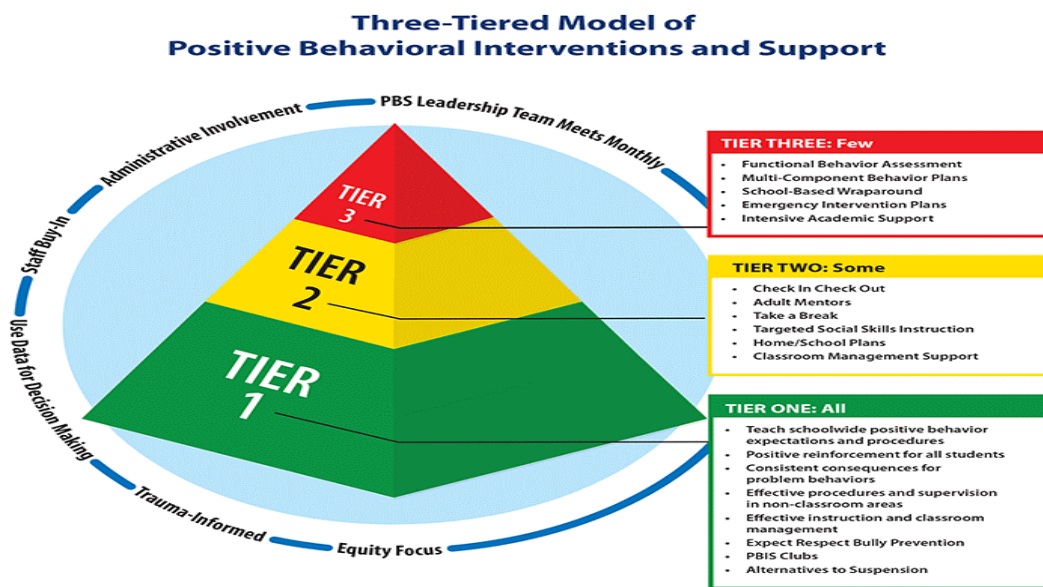 Three-Tiered Model of
Positive Behavioral Interventions and Support
PBS Leadership Team Meets Monthly
Administrative Involvement
Staff Buy-In
Use Data for Decision Making
Trauma-Informed
Equity Focus
TIER
3
TIER
2
TIER
1
TIER THREE: Few
• Functional Behavior Assessment
• Multi-Component Behavior Plans
• School-Based Wraparound
• Emergency Intervention Plans
• Intensive Academic Support
TIER TWO: Some
• Check In Check Out
• Adult Mentors
• Take a Break
• Targeted Social Skills Instruction
• Home/School Plans
• Classroom Management Support
TIER ONE: All
• Teach schoolwide positive behavior
expectations and procedures
• Positive reinforcement for all students
• Consistent consequences for
problem behaviors
• Effective procedures and supervision
in non-classroom areas
• Effective instruction and classroom
management
• Expect Respect Bully Prevention
• PBIS Clubs
• Alternatives to Suspension